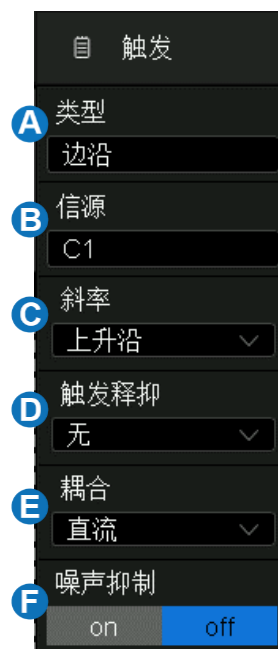 触发
A 类型
边沿
B 信源
C1
C 斜率
上升沿
D 触发释抑
无
E 耦合
直流
F 噪声抑制
on off